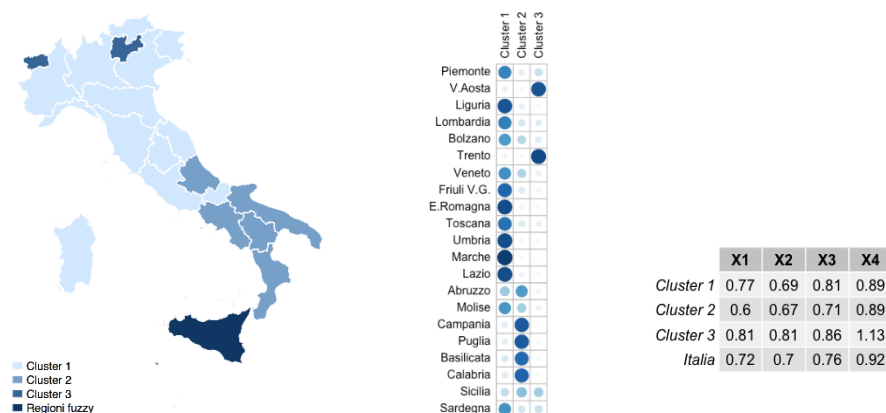 Cluster 1
Cluster 2
Cluster 3
Regioni fuzzy
Cluster 1 Cluster 2 Cluster 3
Piemonte
V.Aosta
Liguria
Lombardia
Bolzano
Trento
Veneto
Friuli V.G.
E.Romagna
Toscana
Umbria
Marche
Lazio
Abruzzo
Molise
Campania
Puglia
Basilicata
Calabria
Sicilia
Sardegna
X1 X2 X3 X4
Cluster 1 0.77 0.69 0.81 0.89
Cluster 2 0.6 0.67 0.71 0.89
Cluster 3 0.81 0.81 0.86 1.13
Italia 0.72 0.7 0.76 0.92